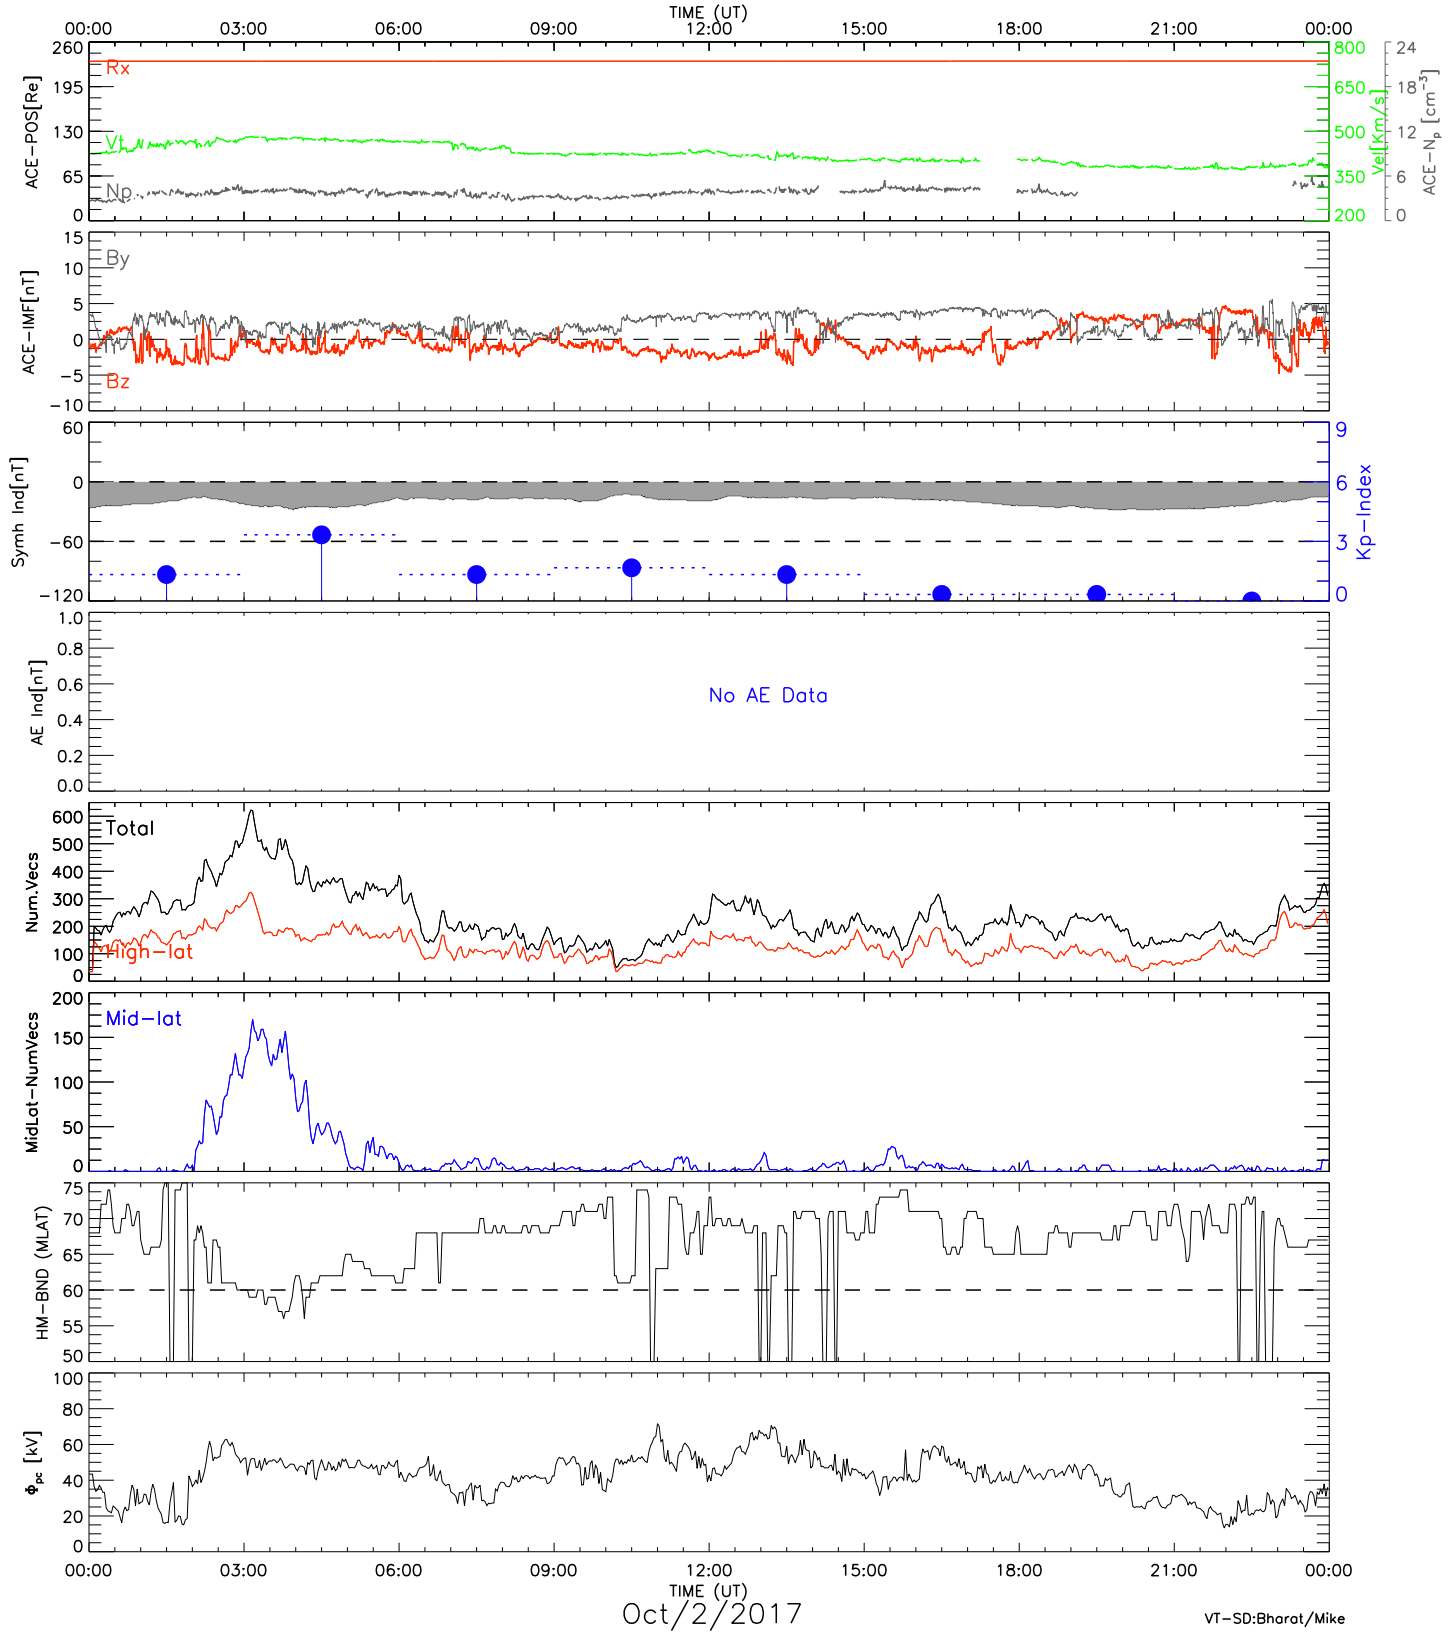 TIME (UT)
00:00 03:00 06:00 09:00 12:00 15:00 18:00 21:00 00:00
ACE-POS[Re]
260
195
130
65
0
Rx
Vt
Np
800
650
500
350
200
Vel[Km/s]
24
18
12
6
0
ACE-Np [cm-3]
ACE-IMF[nT]
15
10
5
0
-5
-10
By
Bz
Symh Ind[nT]
60
0
-60
-120
9
6
3
0
Kp-Index
AE Ind[nT]
1.0
0.8
0.6
0.4
0.2
0.0
No AE Data
Num.Vecs
600
500
400
300
200
100
0
Total
High-lat
MidLat-NumVecs
200
150
100
50
0
Mid-lat
HM-BND (MLAT)
75
70
65
60
55
50
Φpc [kV]
100
80
60
40
20
0
00:00 03:00 06:00 09:00 12:00 15:00 18:00 21:00 00:00
TIME (UT)
Oct/2/2017
VT-SD:Bharat/Mike